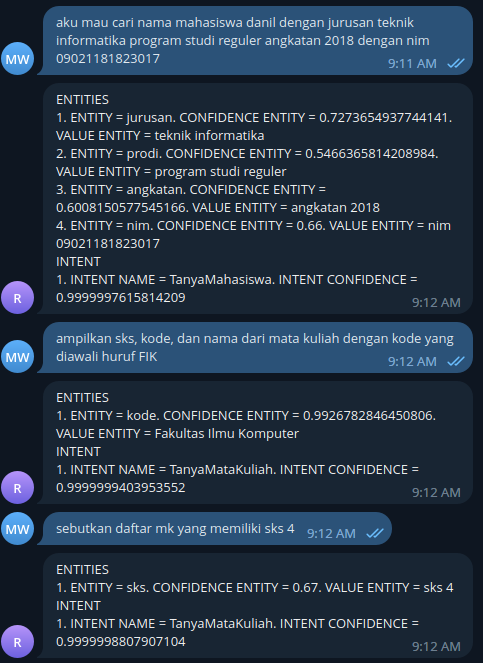 aku mau cari nama mahasiswa danil dengan jurusan teknik
informatika program studi reguler angkatan 2018 dengan nim
09021181823017
9:11 AM
MW
ENTITIES
1. ENTITY = jurusan. CONFIDENCE ENTITY = 0.7273654937744141.
VALUE ENTITY = teknik informatika
2. ENTITY = prodi. CONFIDENCE ENTITY = 0.5466365814208984.
VALUE ENTITY = program studi reguler
3. ENTITY = angkatan. CONFIDENCE ENTITY =
0.6008150577545166. VALUE ENTITY = angkatan 2018
4. ENTITY = nim. CONFIDENCE ENTITY = 0.66. VALUE ENTITY = nim
09021181823017
INTENT
1. INTENT NAME = TanyaMahasiswa. INTENT CONFIDENCE =
0.9999997615814209
R
9:12 AM
ampilkan sks, kode, dan nama dari mata kuliah dengan kode yang
diawali huruf FIK
MW
9:12 AM
ENTITIES
1. ENTITY = kode. CONFIDENCE ENTITY = 0.9926782846450806.
VALUE ENTITY = Fakultas Ilmu Komputer
INTENT
1. INTENT NAME = TanyaMataKuliah. INTENT CONFIDENCE =
0.9999999403953552
R
9:12 AM
MW
sebutkan daftar mk yang memiliki sks 4 9:12 AM
ENTITIES
1. ENTITY = sks. CONFIDENCE ENTITY = 0.67. VALUE ENTITY = sks 4
INTENT
1. INTENT NAME = TanyaMataKuliah. INTENT CONFIDENCE =
0.9999998807907104
R
9:12 AM